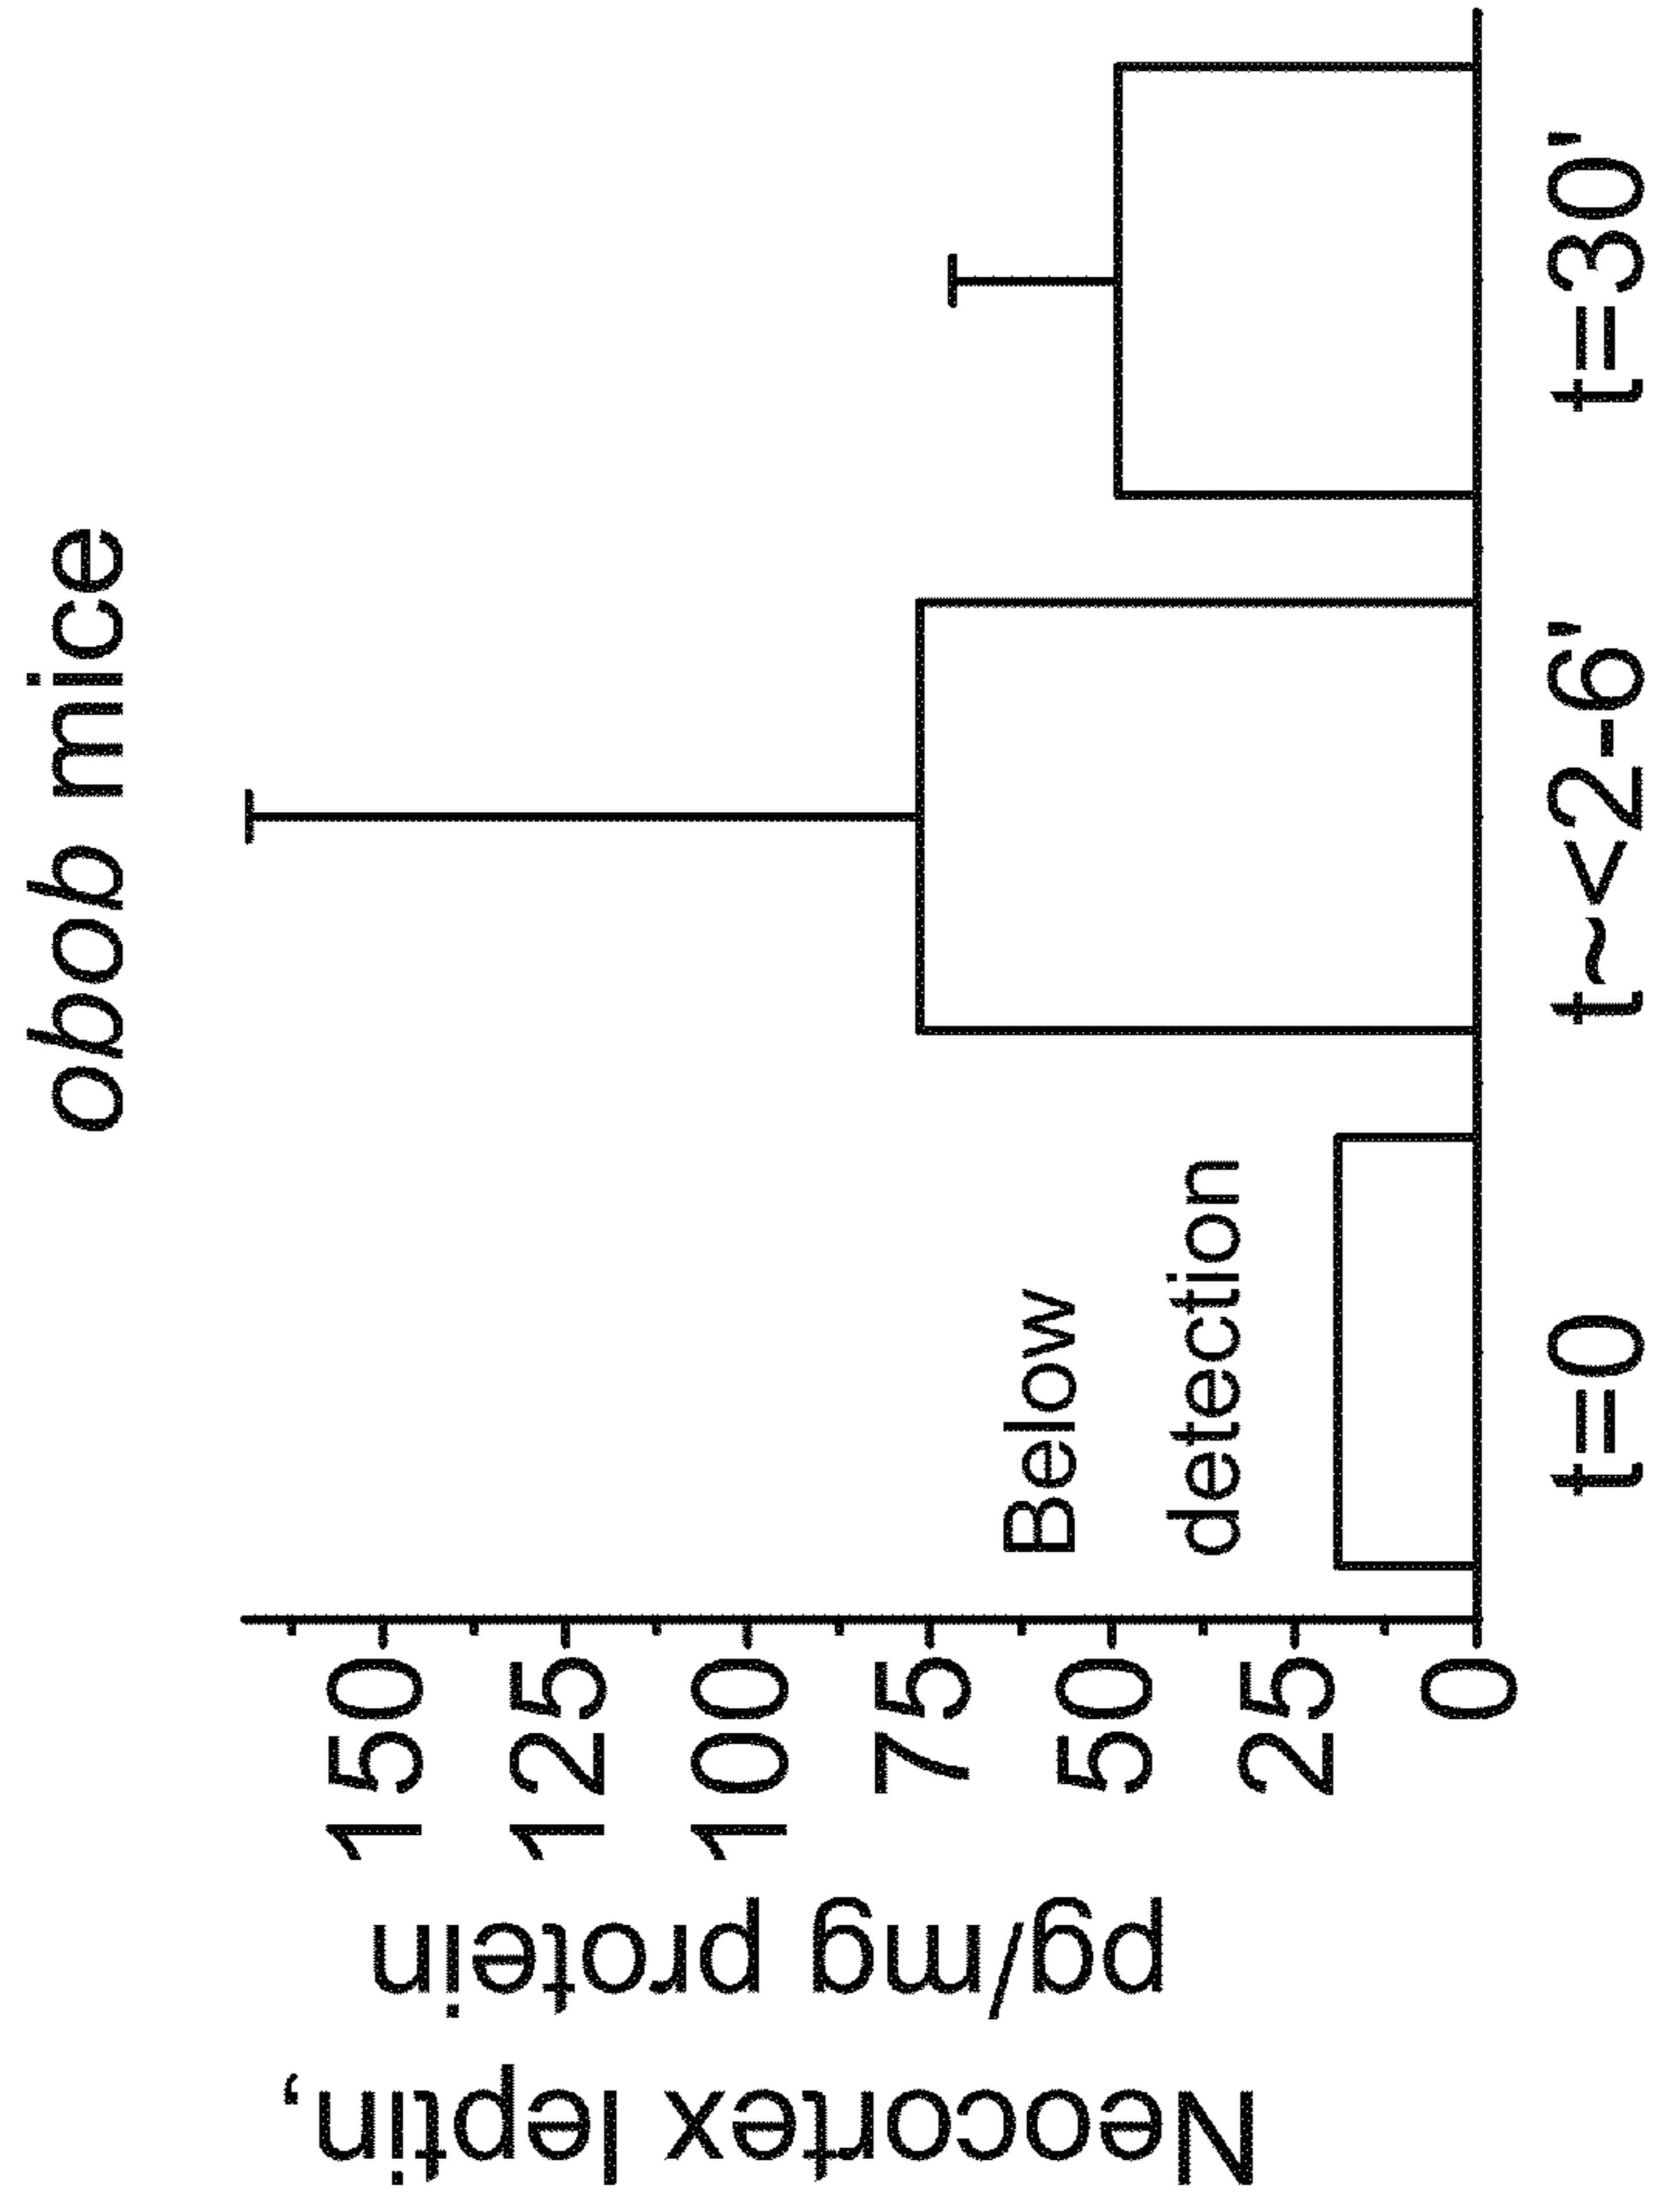 obob mice
Neocortex leptin,
pg/mg protein
150
125
100
75
50
25
0
Below
detection
t=0
t~<2-6'
t=30'